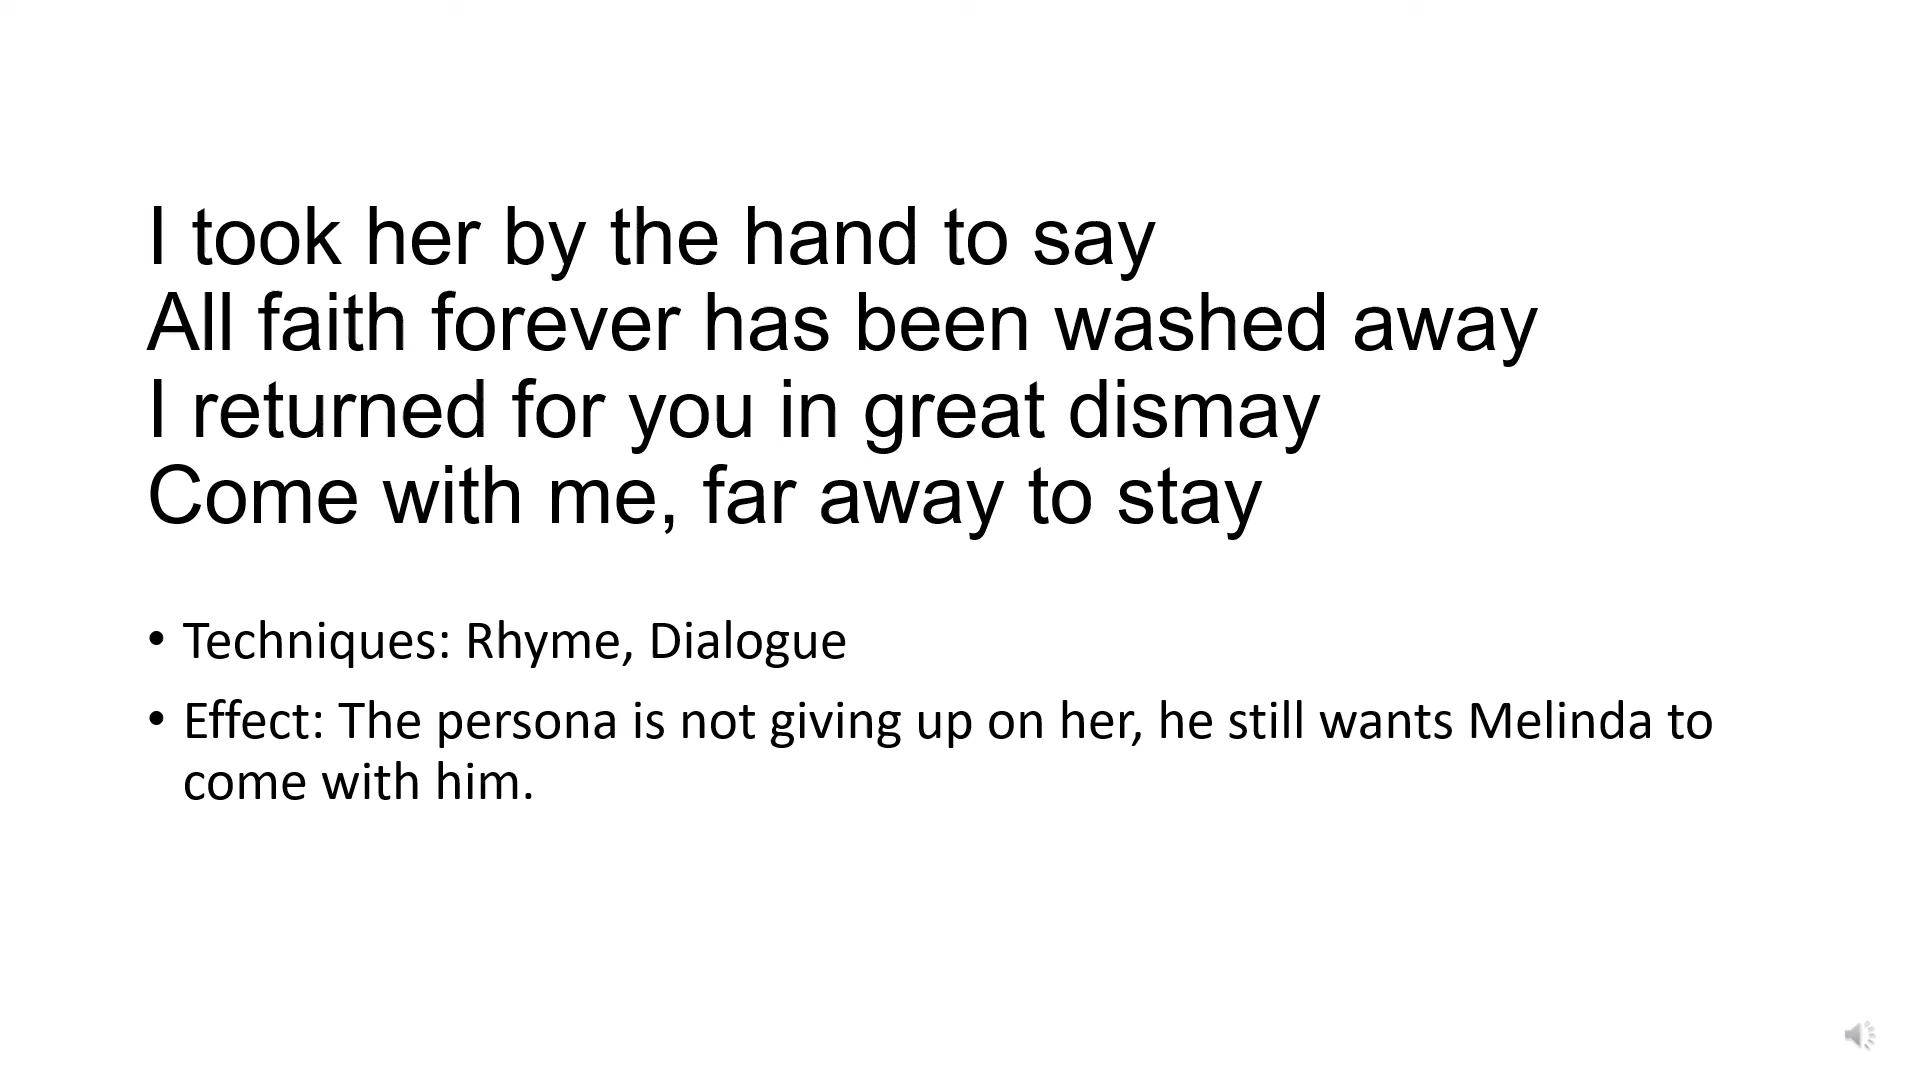 I took her by the hand to say
All faith forever has been washed away
I returned for you in great dismay
Come with me, far away to stay
• Techniques: Rhyme, Dialogue
• Effect: The persona is not giving up on her, he still wants Melinda to
come with him.